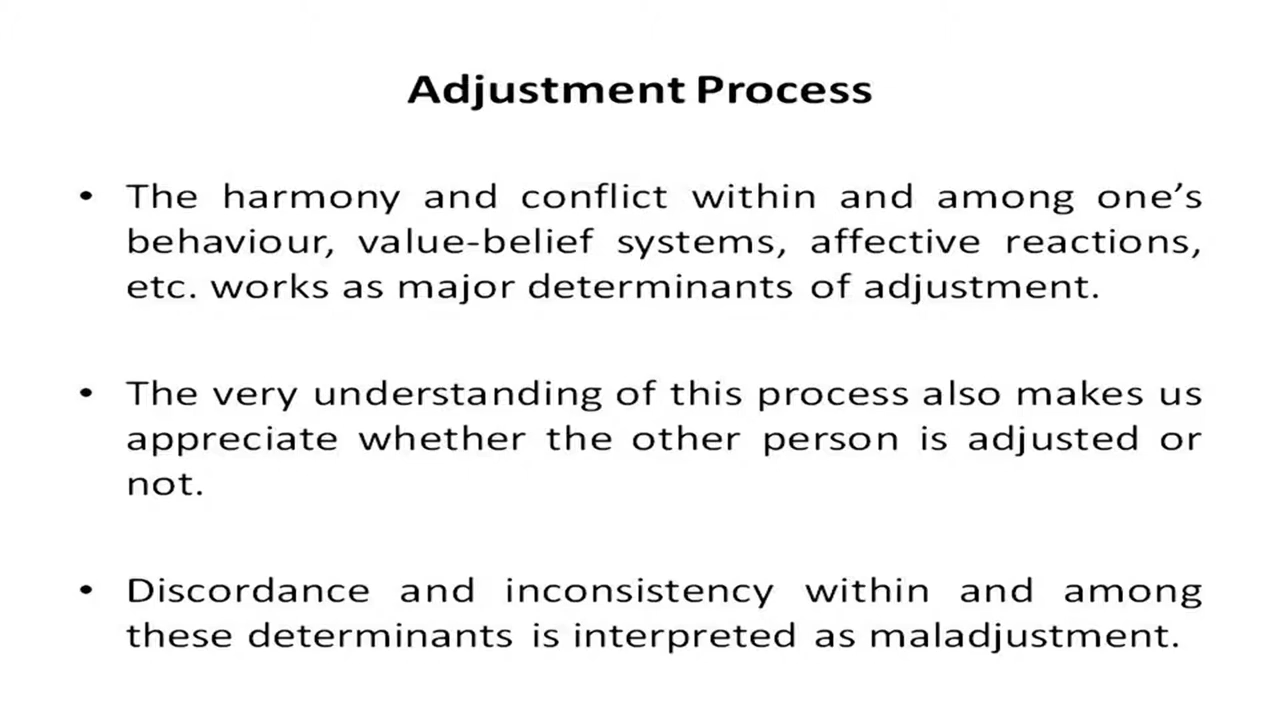 Adjustment Process
• The harmony and conflict within and among one’s
behaviour, value-belief systems, affective reactions,
etc. works as major determinants of adjustment.
• The very understanding of this process also makes us
appreciate whether the other person is adjusted or
not.
• Discordance and inconsistency within and among
these determinants is interpreted as maladjustment.